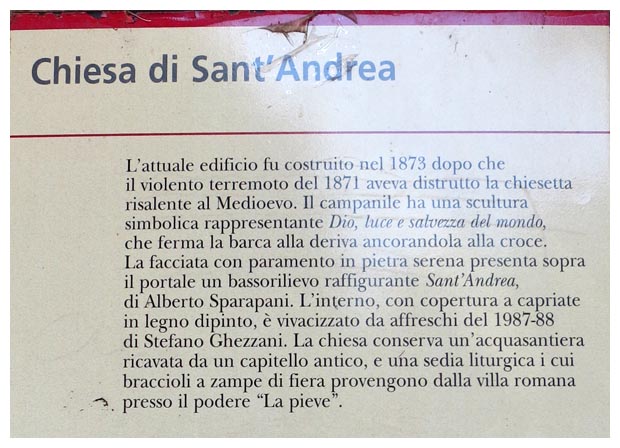 Chiesa di Sant'Andrea
L'attuale edificio fu costruito nel 1873 dopo che
il violento terremoto del 1871 aveva distrutto la chiesetta
risalente al Medioevo. Il campanile ha una scultura
simbolica rappresentante Dio, luce e salvezza del mondo,
che ferma la barca alla deriva ancorandola alla croce.
La facciata con paramento in pietra serena presenta sopra
il portale un bassorilievo raffigurante Sant'Andrea,
di Alberto Sparapani. L'interno, con copertura a capriate
in legno dipinto, è vivacizzato da affreschi del 1987-88
di Stefano Ghezzani. La chiesa conserva un'acquasantiera
ricavata da un capitello antico, e una sedia liturgica i cui
braccioli a zampe di fiera provengono dalla villa romana
presso il podere “La pieve”.